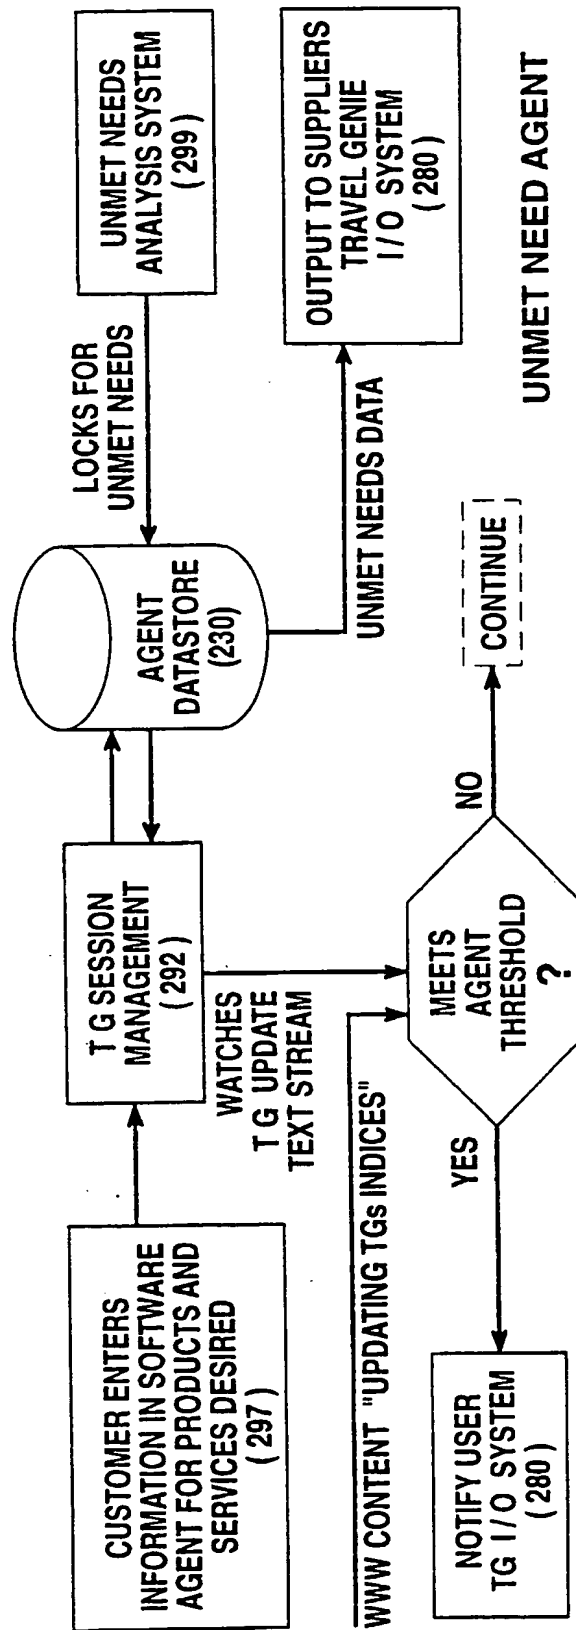 CUSTOMER ENTERS
INFORMATION IN SOFTWARE
AGENT FOR PRODUCTS AND
SERVICES DESIRED
(297)
T G SESSION
MANAGEMENT
(292)
AGENT
DATASTORE
(230)
LOCKS FOR
UNMET NEEDS
UNMET NEEDS
ANALYSIS SYSTEM
(299)
WATCHES
T G UPDATE
TEXT STREAM
UNMET NEEDS DATA
OUTPUT TO SUPPLIERS
TRAVEL GENIE
I/O SYSTEM
(280)
WWW CONTENT "UPDATING TGs INDICES"
NOTIFY USER
TG I/O SYSTEM
(280)
YES
MEETS
AGENT
THRESHOLD
?
NO
CONTINUE
UNMET NEED AGENT